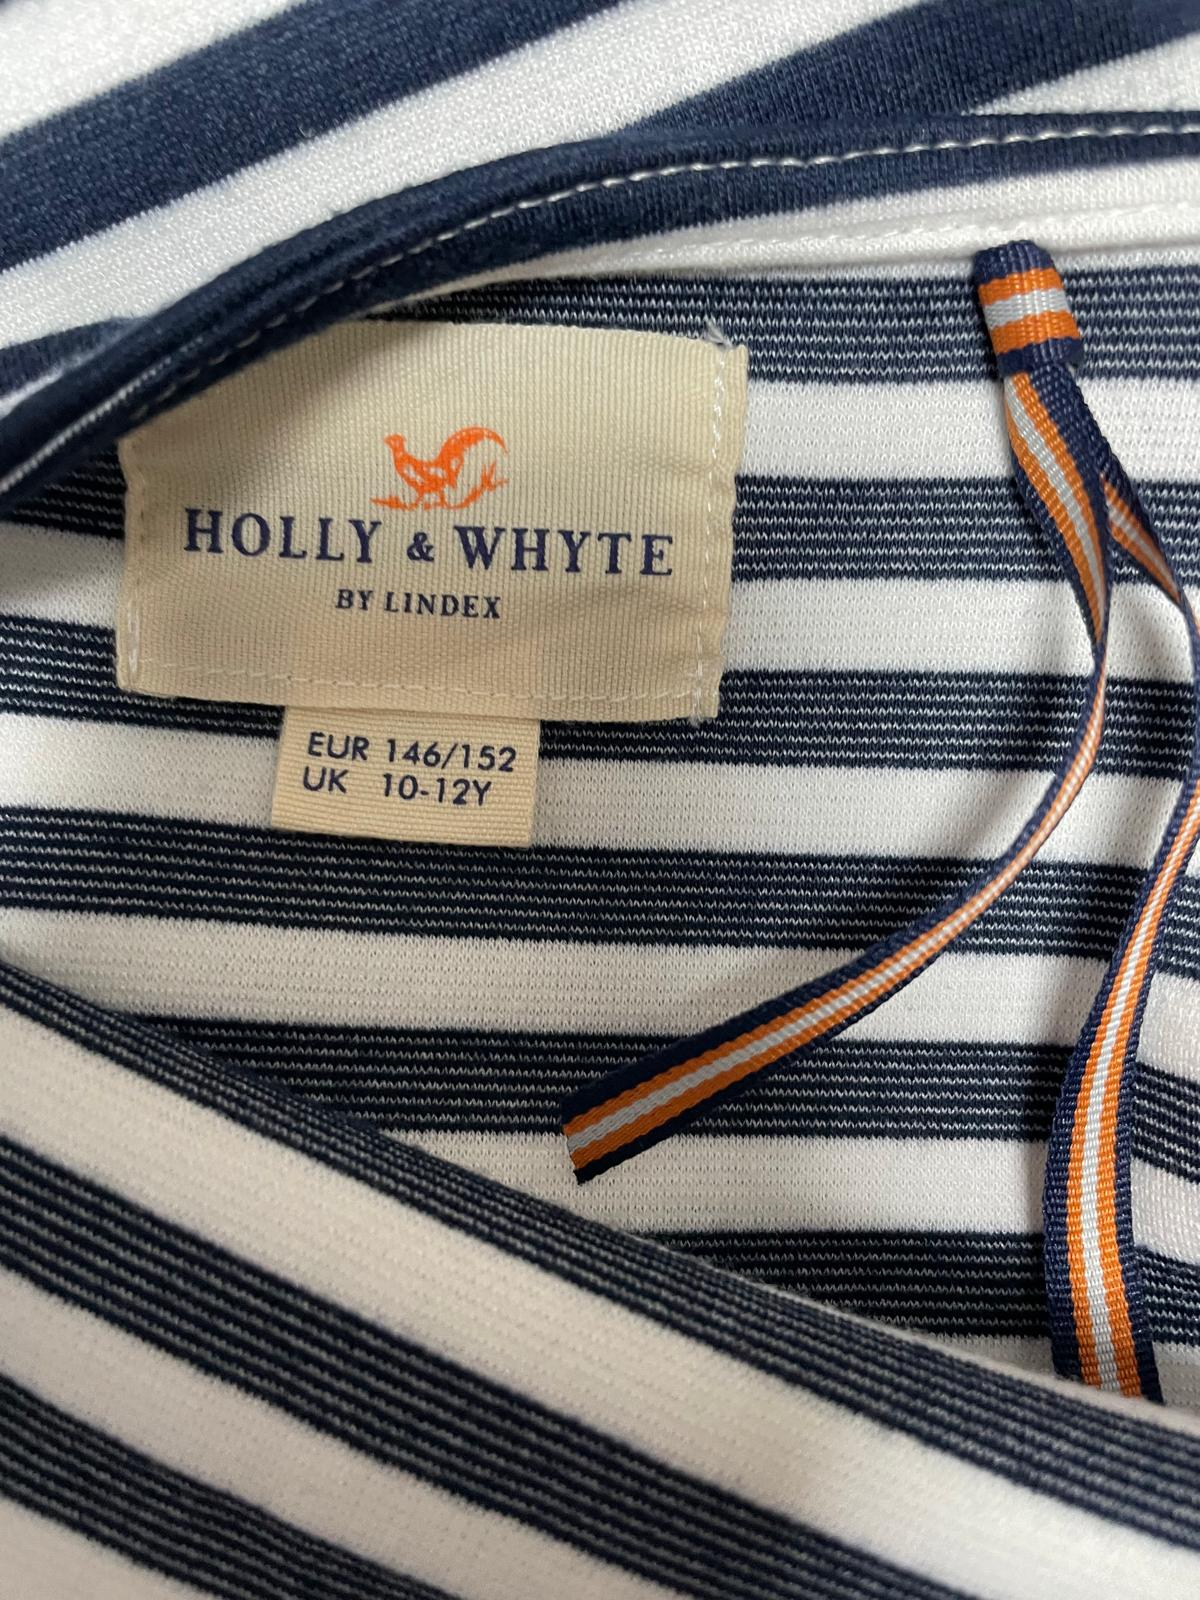 HOLLY & WHYTE
BY LINDEX
EUR 146/152
UK 10-12Y